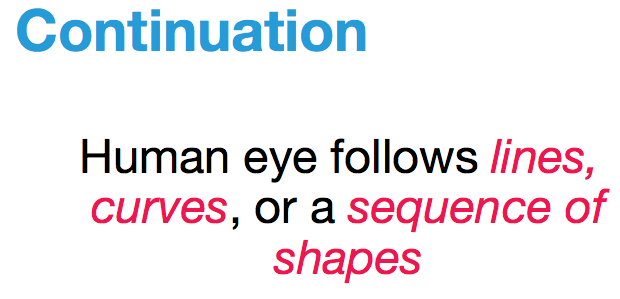 Continuation
Human eye follows lines,
curves, or a sequence of
shapes